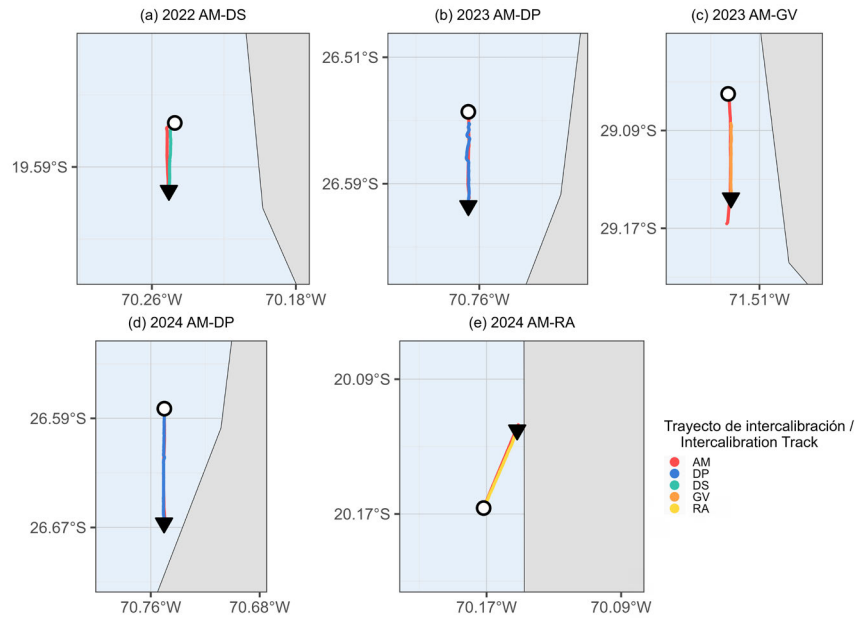 (a) 2022 AM-DS
(b) 2023 AM-DP
(c) 2023 AM-GV
19.59°S
70.26°W
70.18°W
26.51°S
26.59°S
70.76°W
29.09°S
29.17°S
71.51°W
(d) 2024 AM-DP
(e) 2024 AM-RA
26.59°S
26.67°S
70.76°W
70.68°W
20.09°S
20.17°S
70.17°W
70.09°W
Trayecto de intercalibración /
Intercalibration Track
AM
DP
DS
GV
RA